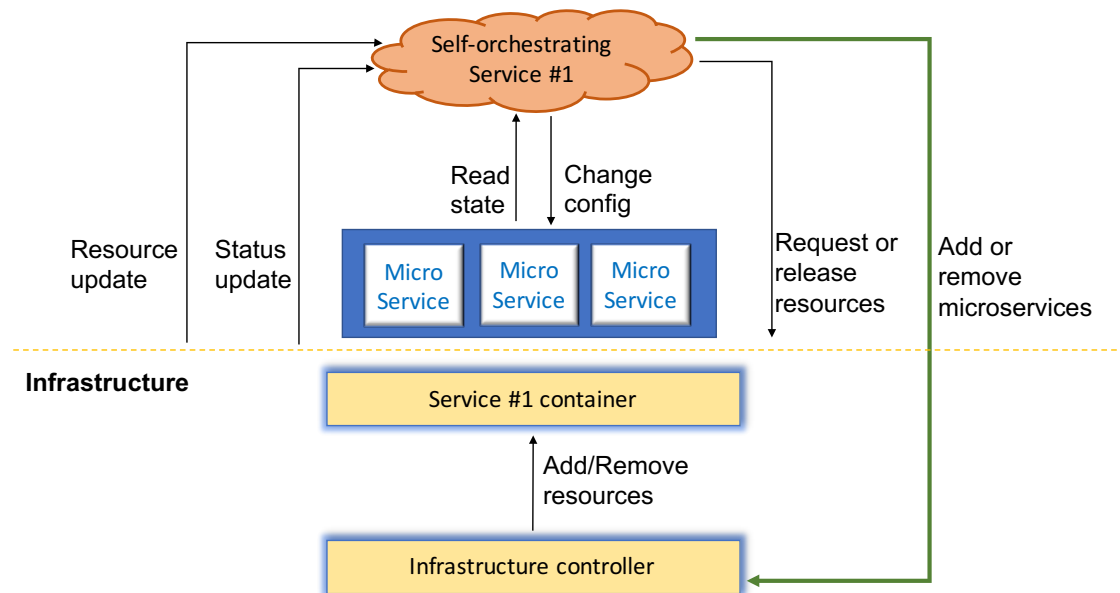 Self-orchestrating
Service #1
Read
state
Change
config
Resource
update
Status
update
Request or
release
resources
Add or
remove
microservices
Micro
Service
Micro
Service
Micro
Service
Infrastructure
Service #1 container
Add/Remove
resources
Infrastructure controller